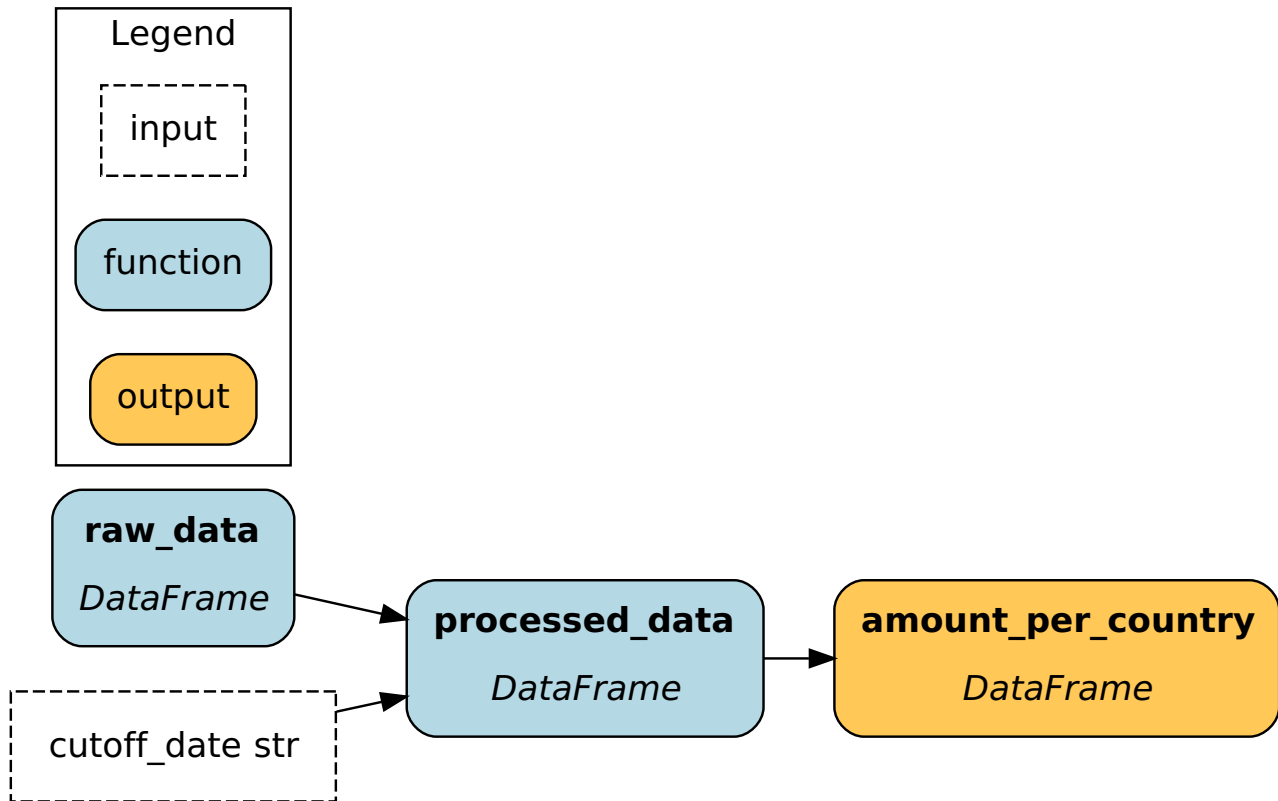 Legend
input
function
output
raw_data
DataFrame
cutoff_date str
processed_data
DataFrame
amount_per_country
DataFrame